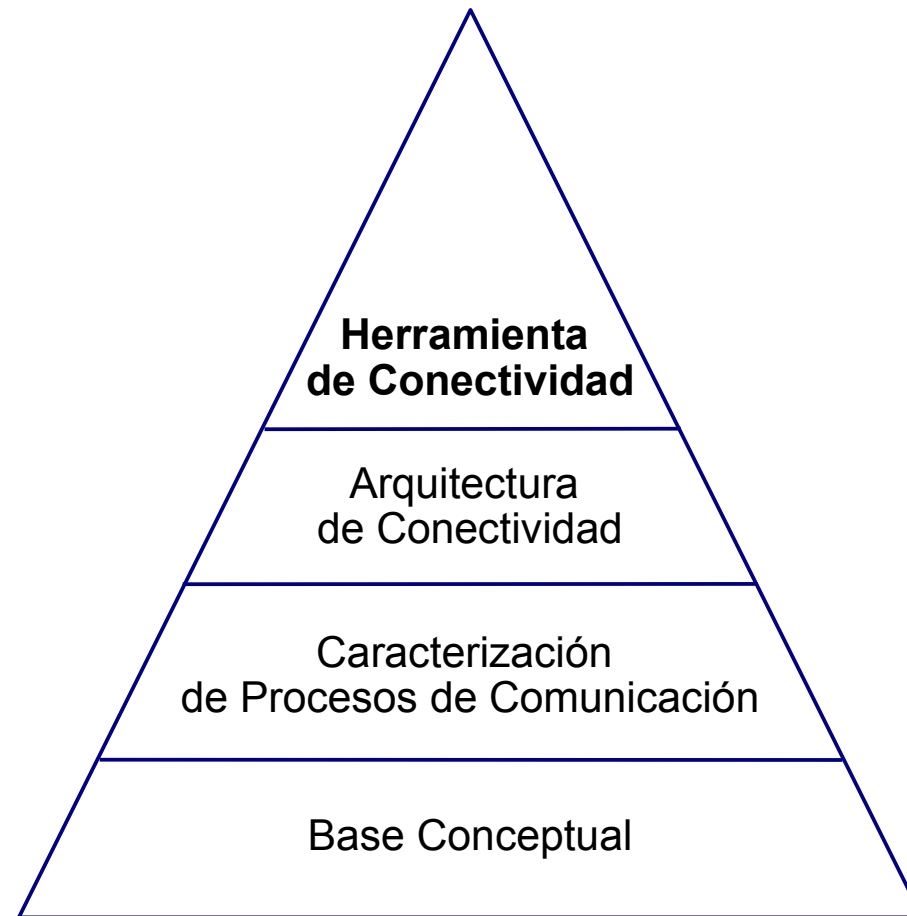 Herramienta
de Conectividad
Arquitectura
de Conectividad
Caracterización
de Procesos de Comunicación
Base Conceptual